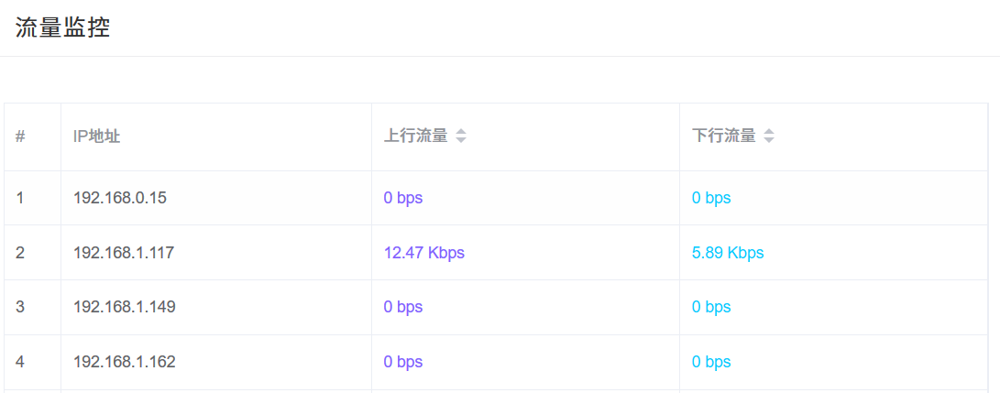 流量监控
# IP地址 上行流量 下行流量
1 192.168.0.15 0 bps 0 bps
2 192.168.1.117 12.47 Kbps 5.89 Kbps
3 192.168.1.149 0 bps 0 bps
4 192.168.1.162 0 bps 0 bps